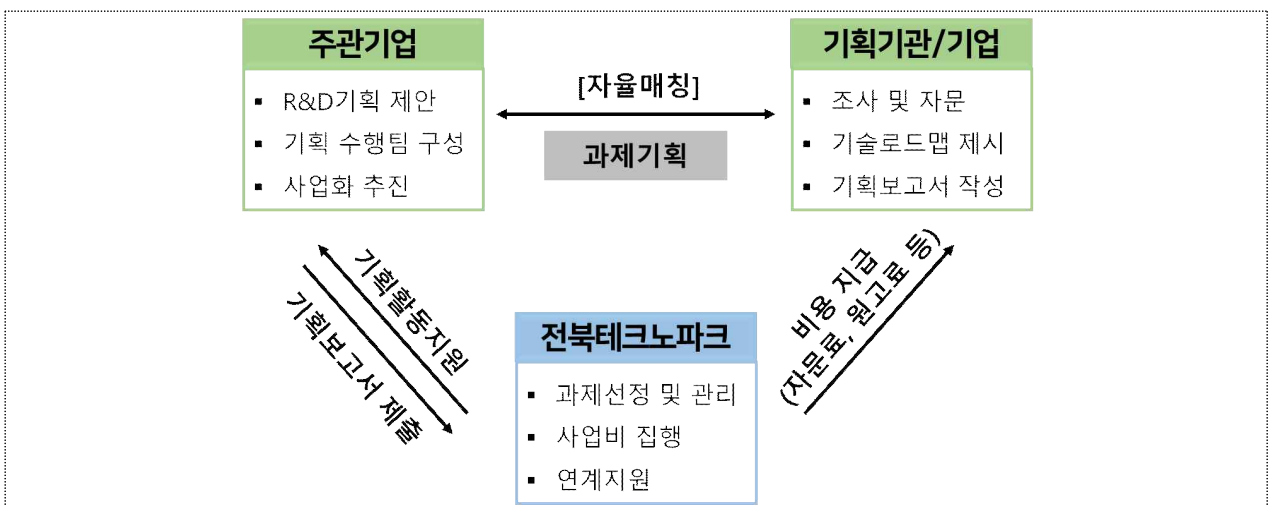 주관기업
▪ R&D기획 제안
▪ 기획 수행팀 구성
▪ 사업화 추진
[자율매칭]
과제기획
기획기관/기업
▪ 조사 및 자문
▪ 기술로드맵 제시
▪ 기획보고서 작성
기획활동지원
기획보고서 제출
전북테크노파크
▪ 과제선정 및 관리
▪ 사업비 집행
▪ 연계지원
비용 지급
(자문료, 원고료 등)